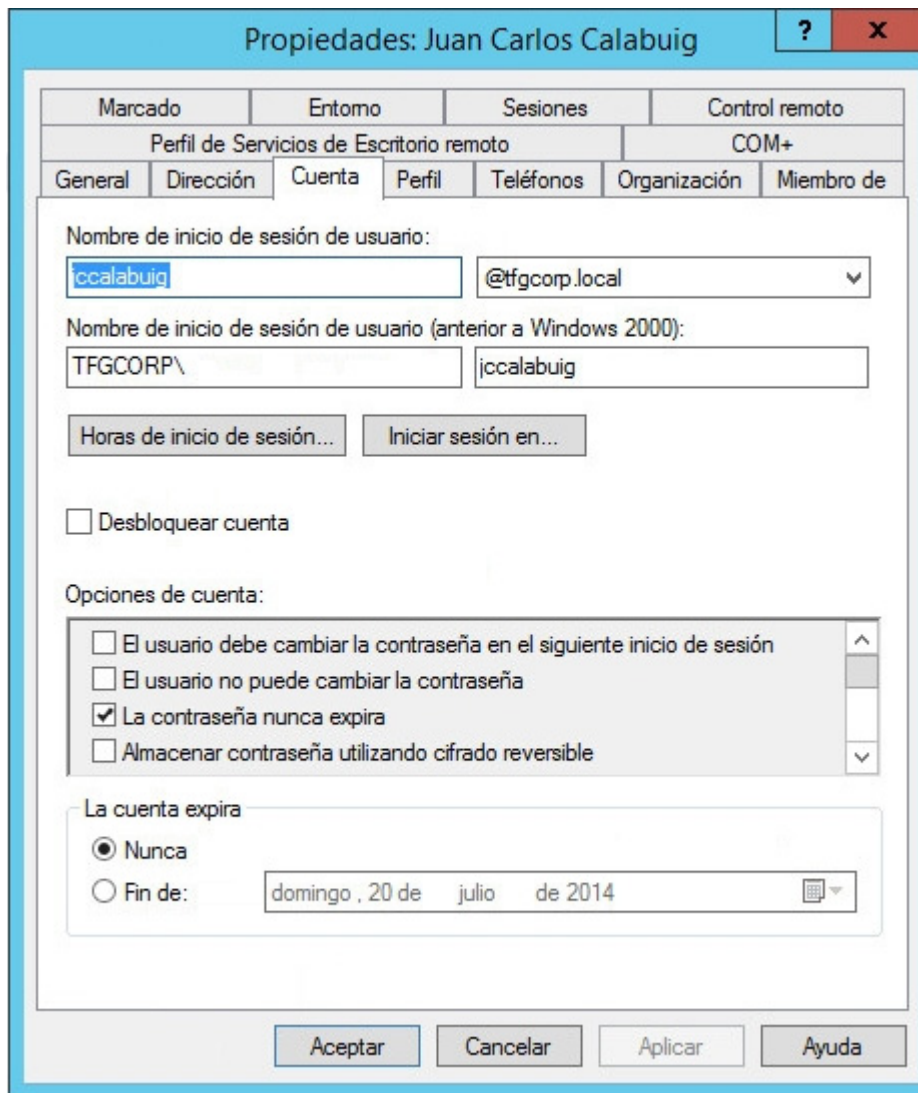 Propiedades: Juan Carlos Calabuig
? x
Marcado Entorno Sesiones Control remoto
Perfil de Servicios de Escritorio remoto COM+
General Dirección Cuenta Perfil Teléfonos Organización Miembro de
Nombre de inicio de sesión de usuario:
jccalabuig @tfgcorp.local
Nombre de inicio de sesión de usuario (anterior a Windows 2000):
TFGCORP\ jccalabuig
Horas de inicio de sesión... Iniciar sesión en...
Desbloquear cuenta
Opciones de cuenta:
El usuario debe cambiar la contraseña en el siguiente inicio de sesión
El usuario no puede cambiar la contraseña
La contraseña nunca expira
Almacenar contraseña utilizando cifrado reversible
La cuenta expira
Nunca
Fin de: domingo , 20 de julio de 2014
Aceptar Cancelar Aplicar Ayuda